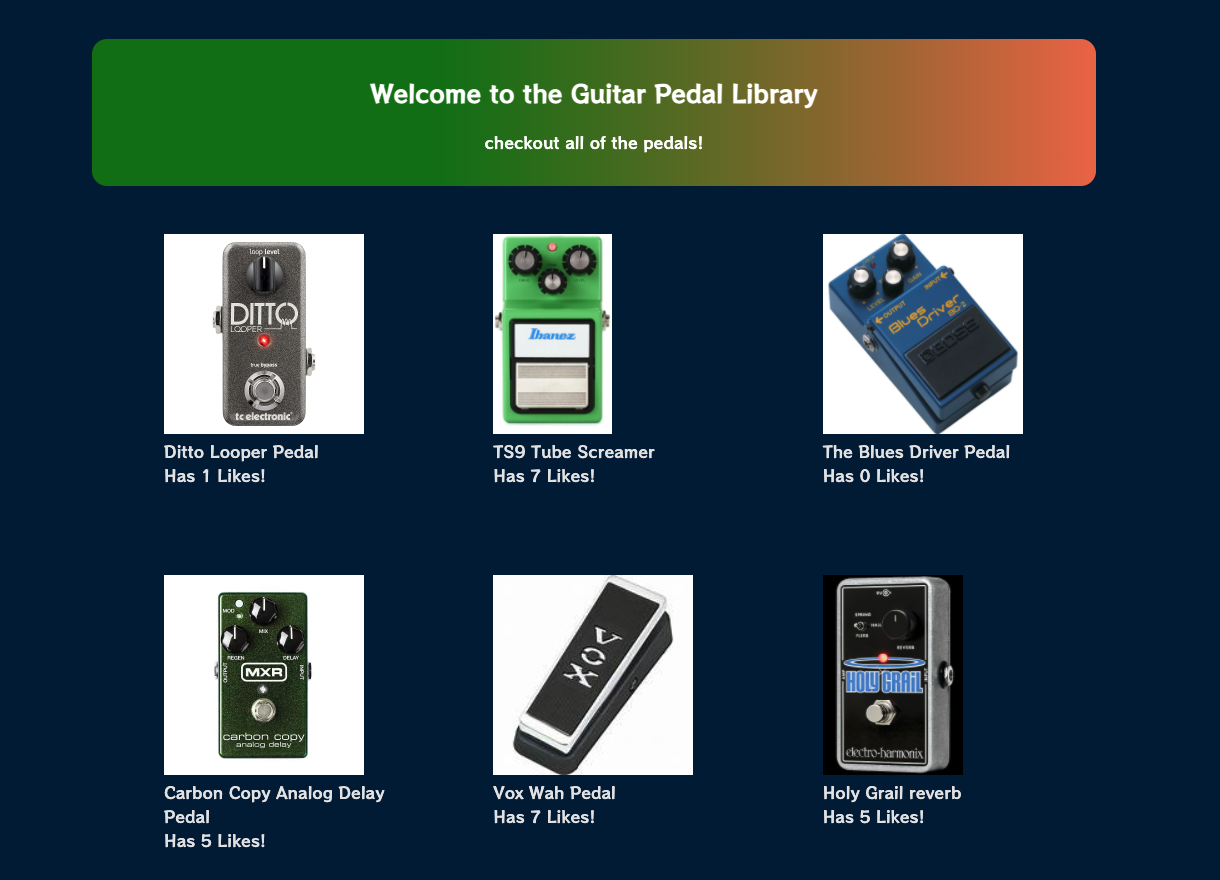 Welcome to the Guitar Pedal Library
checkout all of the pedals!
loop level
DITTO
LOOPER
true bypass
tc electronic
Ibanez
LEVEL
GAIN
INPUT
OUTPUT
Blues Driver
BD-2
BOSS
Ditto Looper Pedal
Has 1 Likes!
TS9 Tube Screamer
Has 7 Likes!
The Blues Driver Pedal
Has 0 Likes!
MOD
MIX
REGEN
DELAY
OUTPUT
MXR
INPUT
carbon copy
analog delay
VOX
9V
SPRING
HALL
FLERB
REVERB
HOLY GRAIL
electro-harmonix
Carbon Copy Analog Delay
Pedal
Has 5 Likes!
Vox Wah Pedal
Has 7 Likes!
Holy Grail reverb
Has 5 Likes!